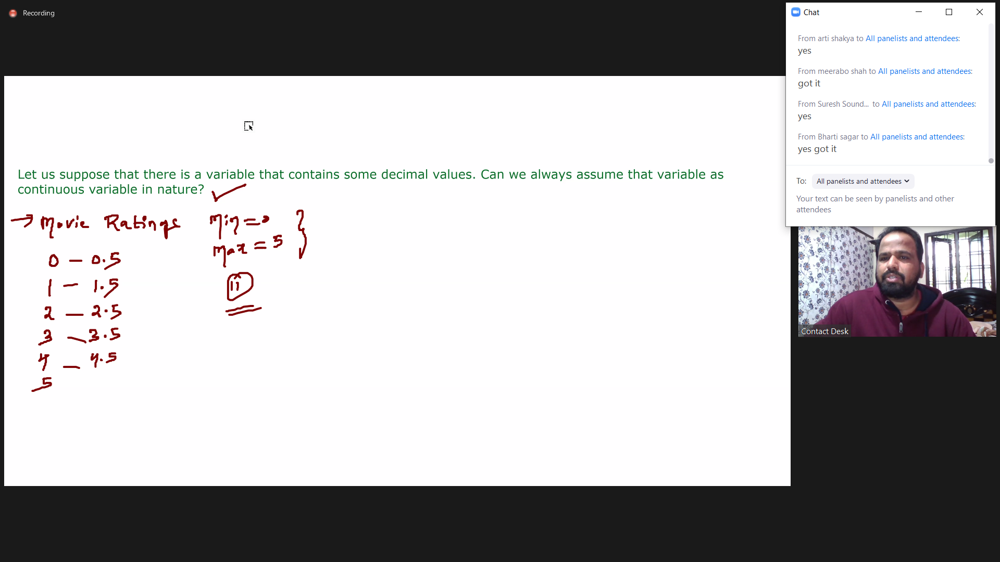 Recording
Let us suppose that there is a variable that contains some decimal values. Can we always assume that variable as
continuous variable in nature?
→ Movie Ratings
Min = 0
Max = 5
0 – 0.5
1 – 1.5
2 – 2.5
3 – 3.5
4 – 4.5
5
11
Chat
From arti shakya to All panelists and attendees:
yes
From meerabo shah to All panelists and attendees:
got it
From Suresh Sound... to All panelists and attendees:
yes
From Bharti sagar to All panelists and attendees:
yes got it
To: All panelists and attendees
Your text can be seen by panelists and other
attendees
Contact Desk